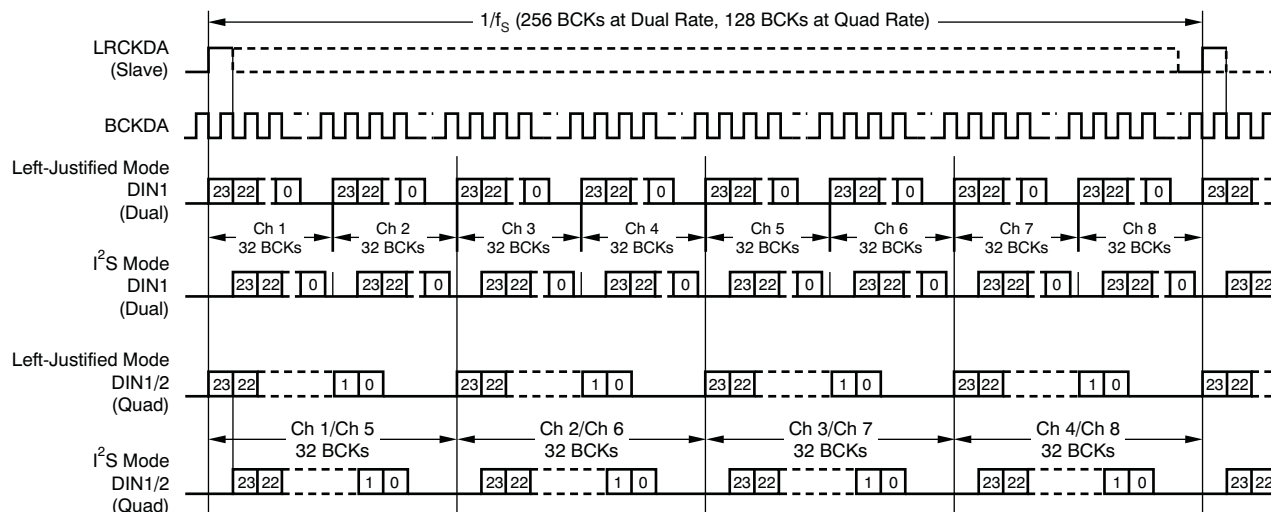 1/fS (256 BCKs at Dual Rate, 128 BCKs at Quad Rate)
LRCKDA
(Slave)
BCKDA
Left-Justified Mode
DIN1
(Dual)
23 22 0 23 22 0 23 22 0 23 22 0 23 22 0 23 22 0 23 22 0 23 22 0 23 22
Ch 1 Ch 2 Ch 3 Ch 4 Ch 5 Ch 6 Ch 7 Ch 8
32 BCKs 32 BCKs 32 BCKs 32 BCKs 32 BCKs 32 BCKs 32 BCKs 32 BCKs
I²S Mode
DIN1
(Dual)
23 22 0 23 22 0 23 22 0 23 22 0 23 22 0 23 22 0 23 22 0 23 22 0 23 22
Left-Justified Mode
DIN1/2
(Quad)
23 22 1 0 23 22 1 0 23 22 1 0 23 22 1 0 23 22
Ch 1/Ch 5 Ch 2/Ch 6 Ch 3/Ch 7 Ch 4/Ch 8
32 BCKs 32 BCKs 32 BCKs 32 BCKs
I²S Mode
DIN1/2
(Quad)
23 22 1 0 23 22 1 0 23 22 1 0 23 22 1 0 23 22